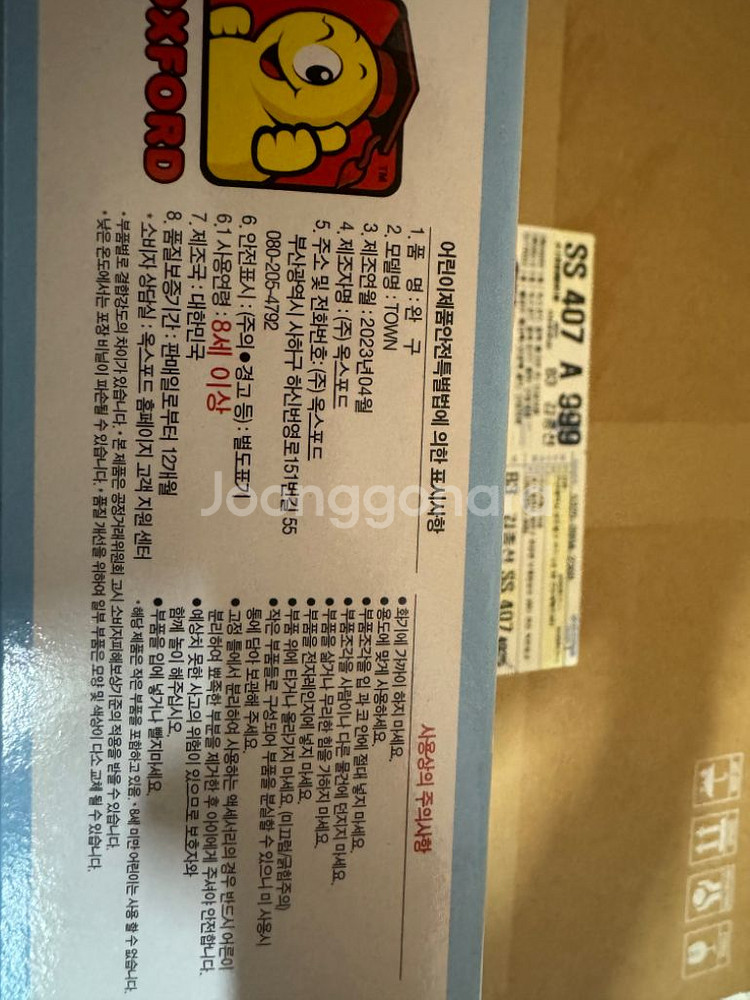 OXFORD
TM
어린이제품안전특별법에 의한 표시사항
1. 품 명 : 완 구
2. 모델명 : TOWN
3. 제조연월 : 2023년 04월
4. 제조자명 : (주) 옥스포드
5. 주소 및 전화번호: (주) 옥스포드
부산광역시 사하구 하신번영로151번길 55
080-205-4792
6. 안전표시 : (주의 ● 경고 등) : 별도표기
6.1 사용연령 : 8세 이상
7. 제조국 : 대한민국
8. 품질보증기간 : 판매일로부터 12개월
* 소비자 상담실 : 옥스포드 홈페이지 고객 지원 센터
사용상의 주의사항
● 화기에 가까이 하지 마세요.
● 용도에 맞게 사용하세요.
● 부품조각을 입 과 코 안에 절대 넣지 마세요.
● 부품조각을 사람이나 다른 물건에 던지지 마세요.
● 부품을 삶거나 무리한 힘을 가하지 마세요.
● 부품을 전자레인지에 넣지 마세요.
● 부품 위에 타거나 올라가지 마세요. (미끄럼/긁힘주의)
● 작은 부품들로 구성되어 부품을 분실할 수 있으니 미 사용시
통에 담아 보관해 주세요.
● 고정 틀에서 분리하여 사용하는 액세서리의 경우 반드시 어른이
분리하여 뾰족한 부분을 제거한 후 아이에게 주셔야 안전합니다.
● 예상치 못한 사고의 위험이 있으므로 보호자와
함께 놀이 해주십시오
● 부품을 입에 넣거나 빨지마세요.
* 해당 제품은 작은 부품을 포함하고 있음. * 8세 미만 어린이는 사용 할 수 없습니다.
* 부품별로 결합강도의 차이가 있습니다. * 본 제품은 공정거래위원회 고시 소비자피해보상기준의 적용을 받을 수 있습니다.
* 낮은 온도에서는 포장 비닐이 파손될 수 있습니다. * 품질 개선을 위하여 일부 부품은 모양 및 색상이 다소 교체 될 수 있습니다.
SS 407 A 999
B3 김홍선
B3 김홍선 SS 407
Joonggonara